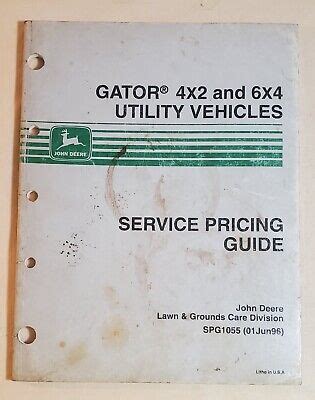 GATOR® 4X2 and 6X4
UTILITY VEHICLES
JOHN DEERE
SERVICE PRICING
GUIDE
John Deere
Lawn & Grounds Care Division
SPG1055 (01Jun96)
Litho in U.S.A